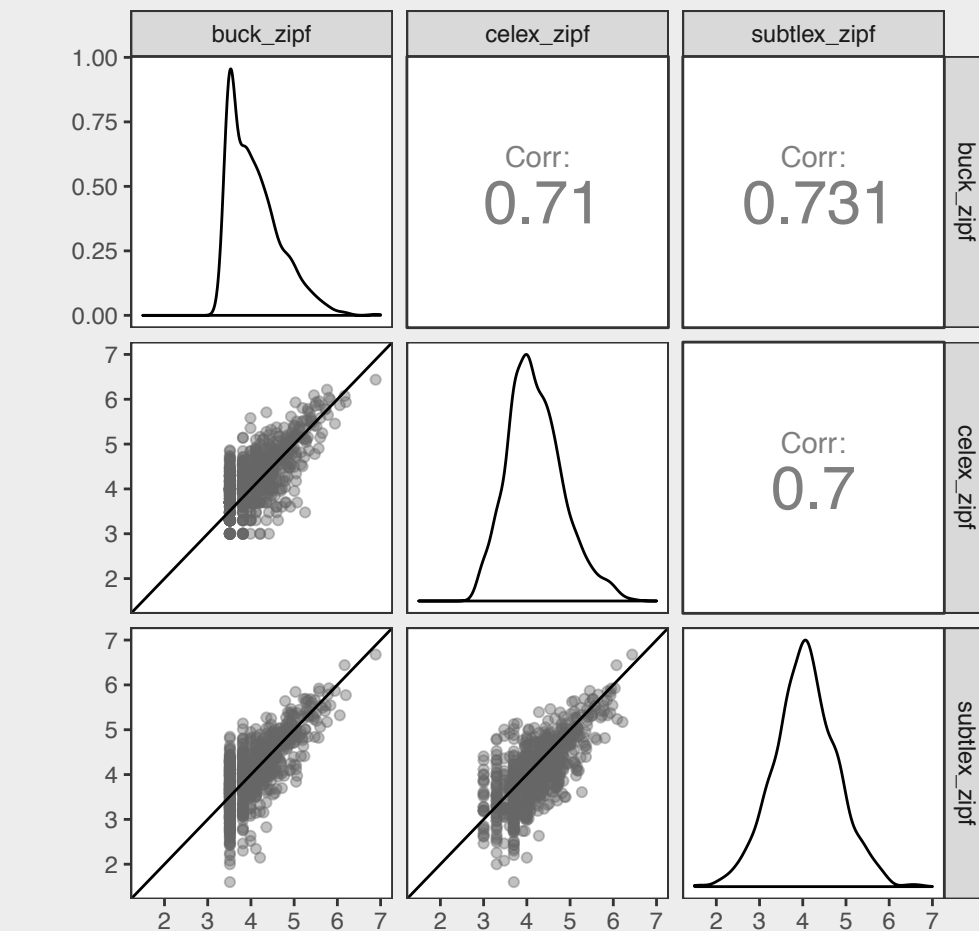 buck_zipf celex_zipf subtlex_zipf
1.00
0.75
0.50
0.25
0.00
Corr:
0.71
Corr:
0.731
buck_zipf
7
6
5
4
3
2
Corr:
0.7
celex_zipf
7
6
5
4
3
2
subtlex_zipf
2 3 4 5 6 7 2 3 4 5 6 7 2 3 4 5 6 7